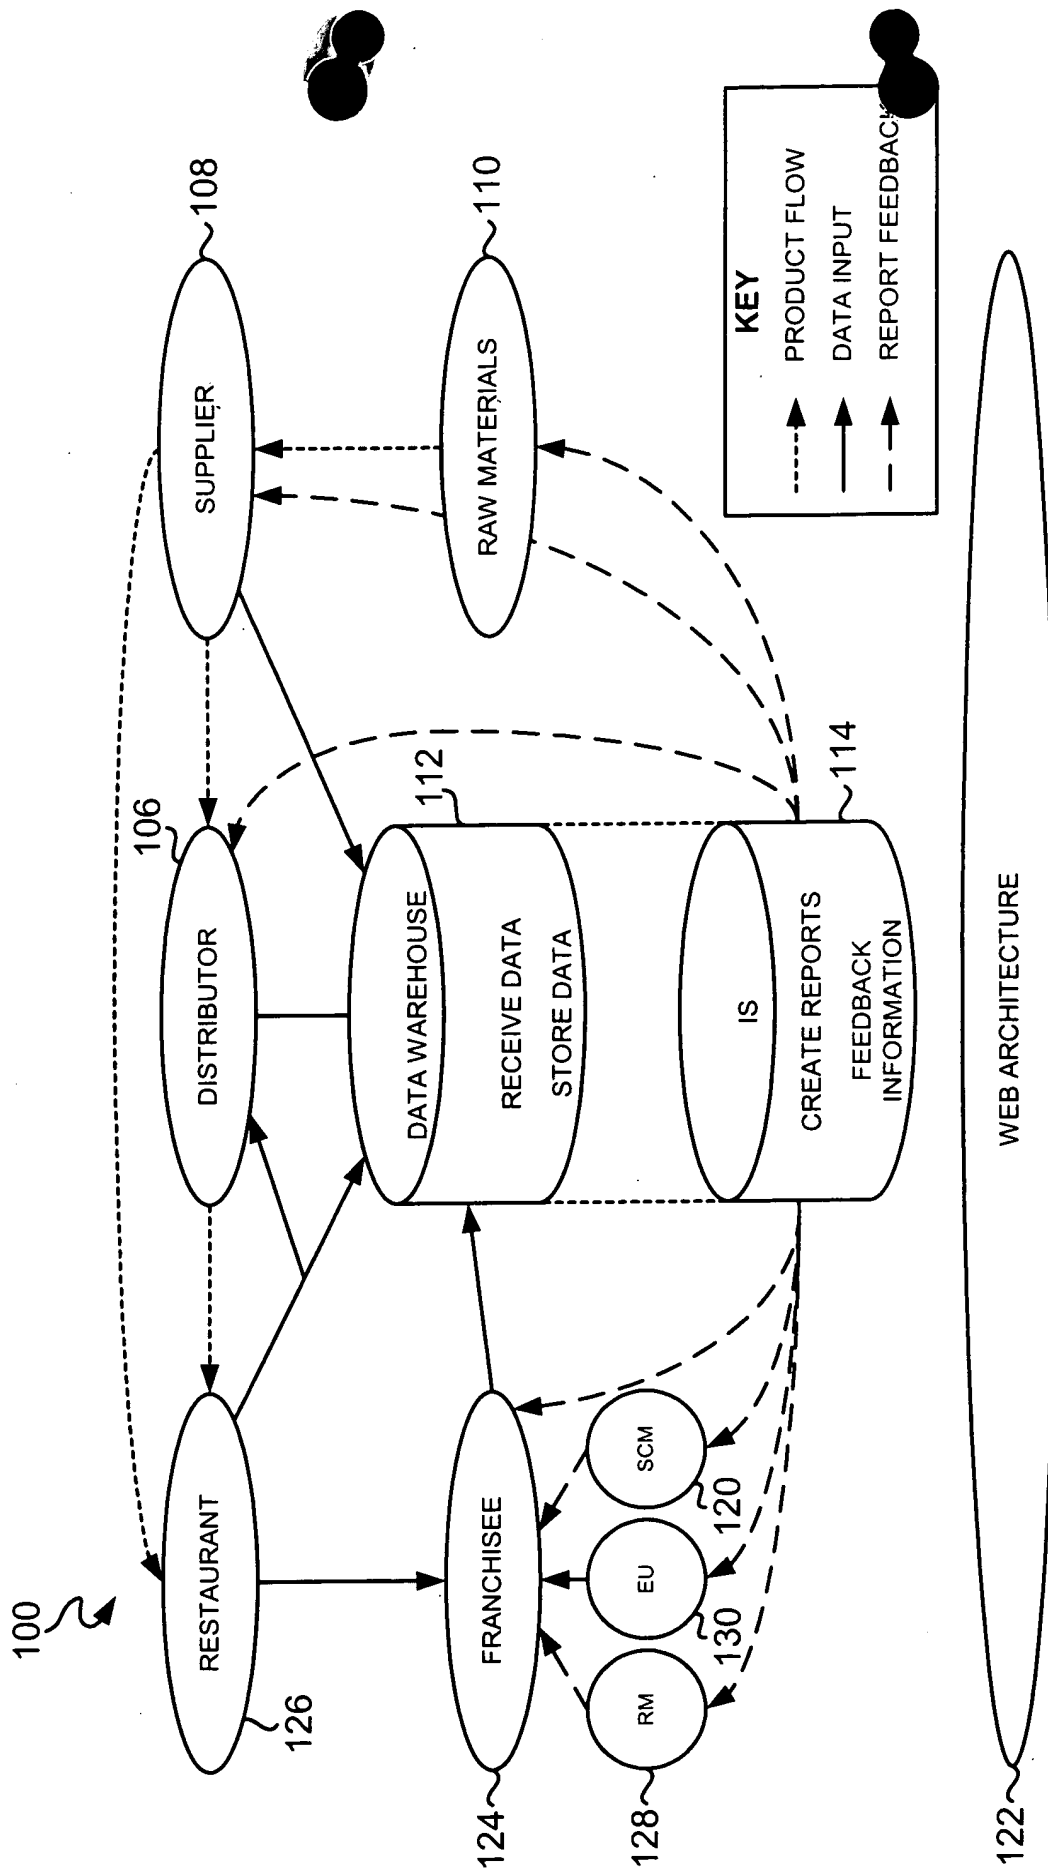 100
RESTAURANT
126
DISTRIBUTOR
106
SUPPLIER
108
FRANCHISEE
124
DATA WAREHOUSE
112
RECEIVE DATA
STORE DATA
RAW MATERIALS
110
RM
128
EU
130
SCM
120
IS
CREATE REPORTS
FEEDBACK
INFORMATION
114
KEY
PRODUCT FLOW
DATA INPUT
REPORT FEEDBACK
WEB ARCHITECTURE
122